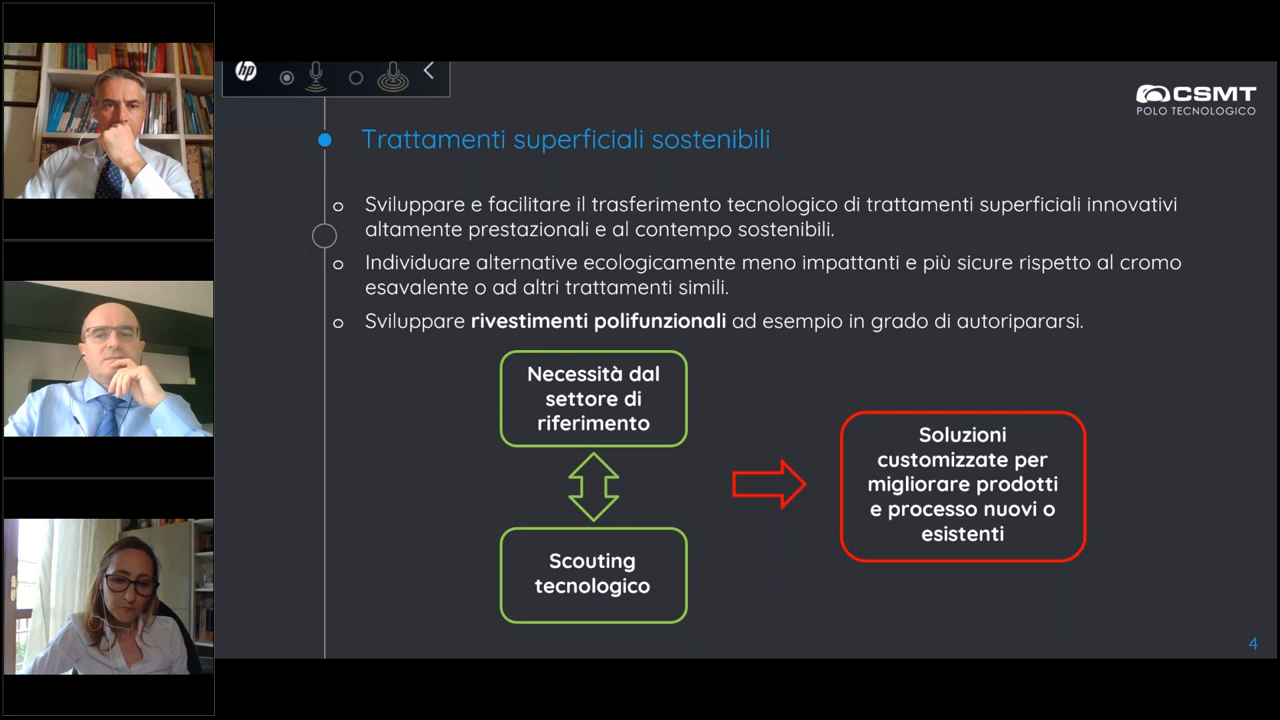 hp
CSMT
POLO TECNOLOGICO
Trattamenti superficiali sostenibili
o Sviluppare e facilitare il trasferimento tecnologico di trattamenti superficiali innovativi
altamente prestazionali e al contempo sostenibili.
o Individuare alternative ecologicamente meno impattanti e più sicure rispetto al cromo
esavalente o ad altri trattamenti simili.
o Sviluppare rivestimenti polifunzionali ad esempio in grado di autoripararsi.
Necessità dal
settore di
riferimento
Scouting
tecnologico
Soluzioni
customizzate per
migliorare prodotti
e processo nuovi o
esistenti
4